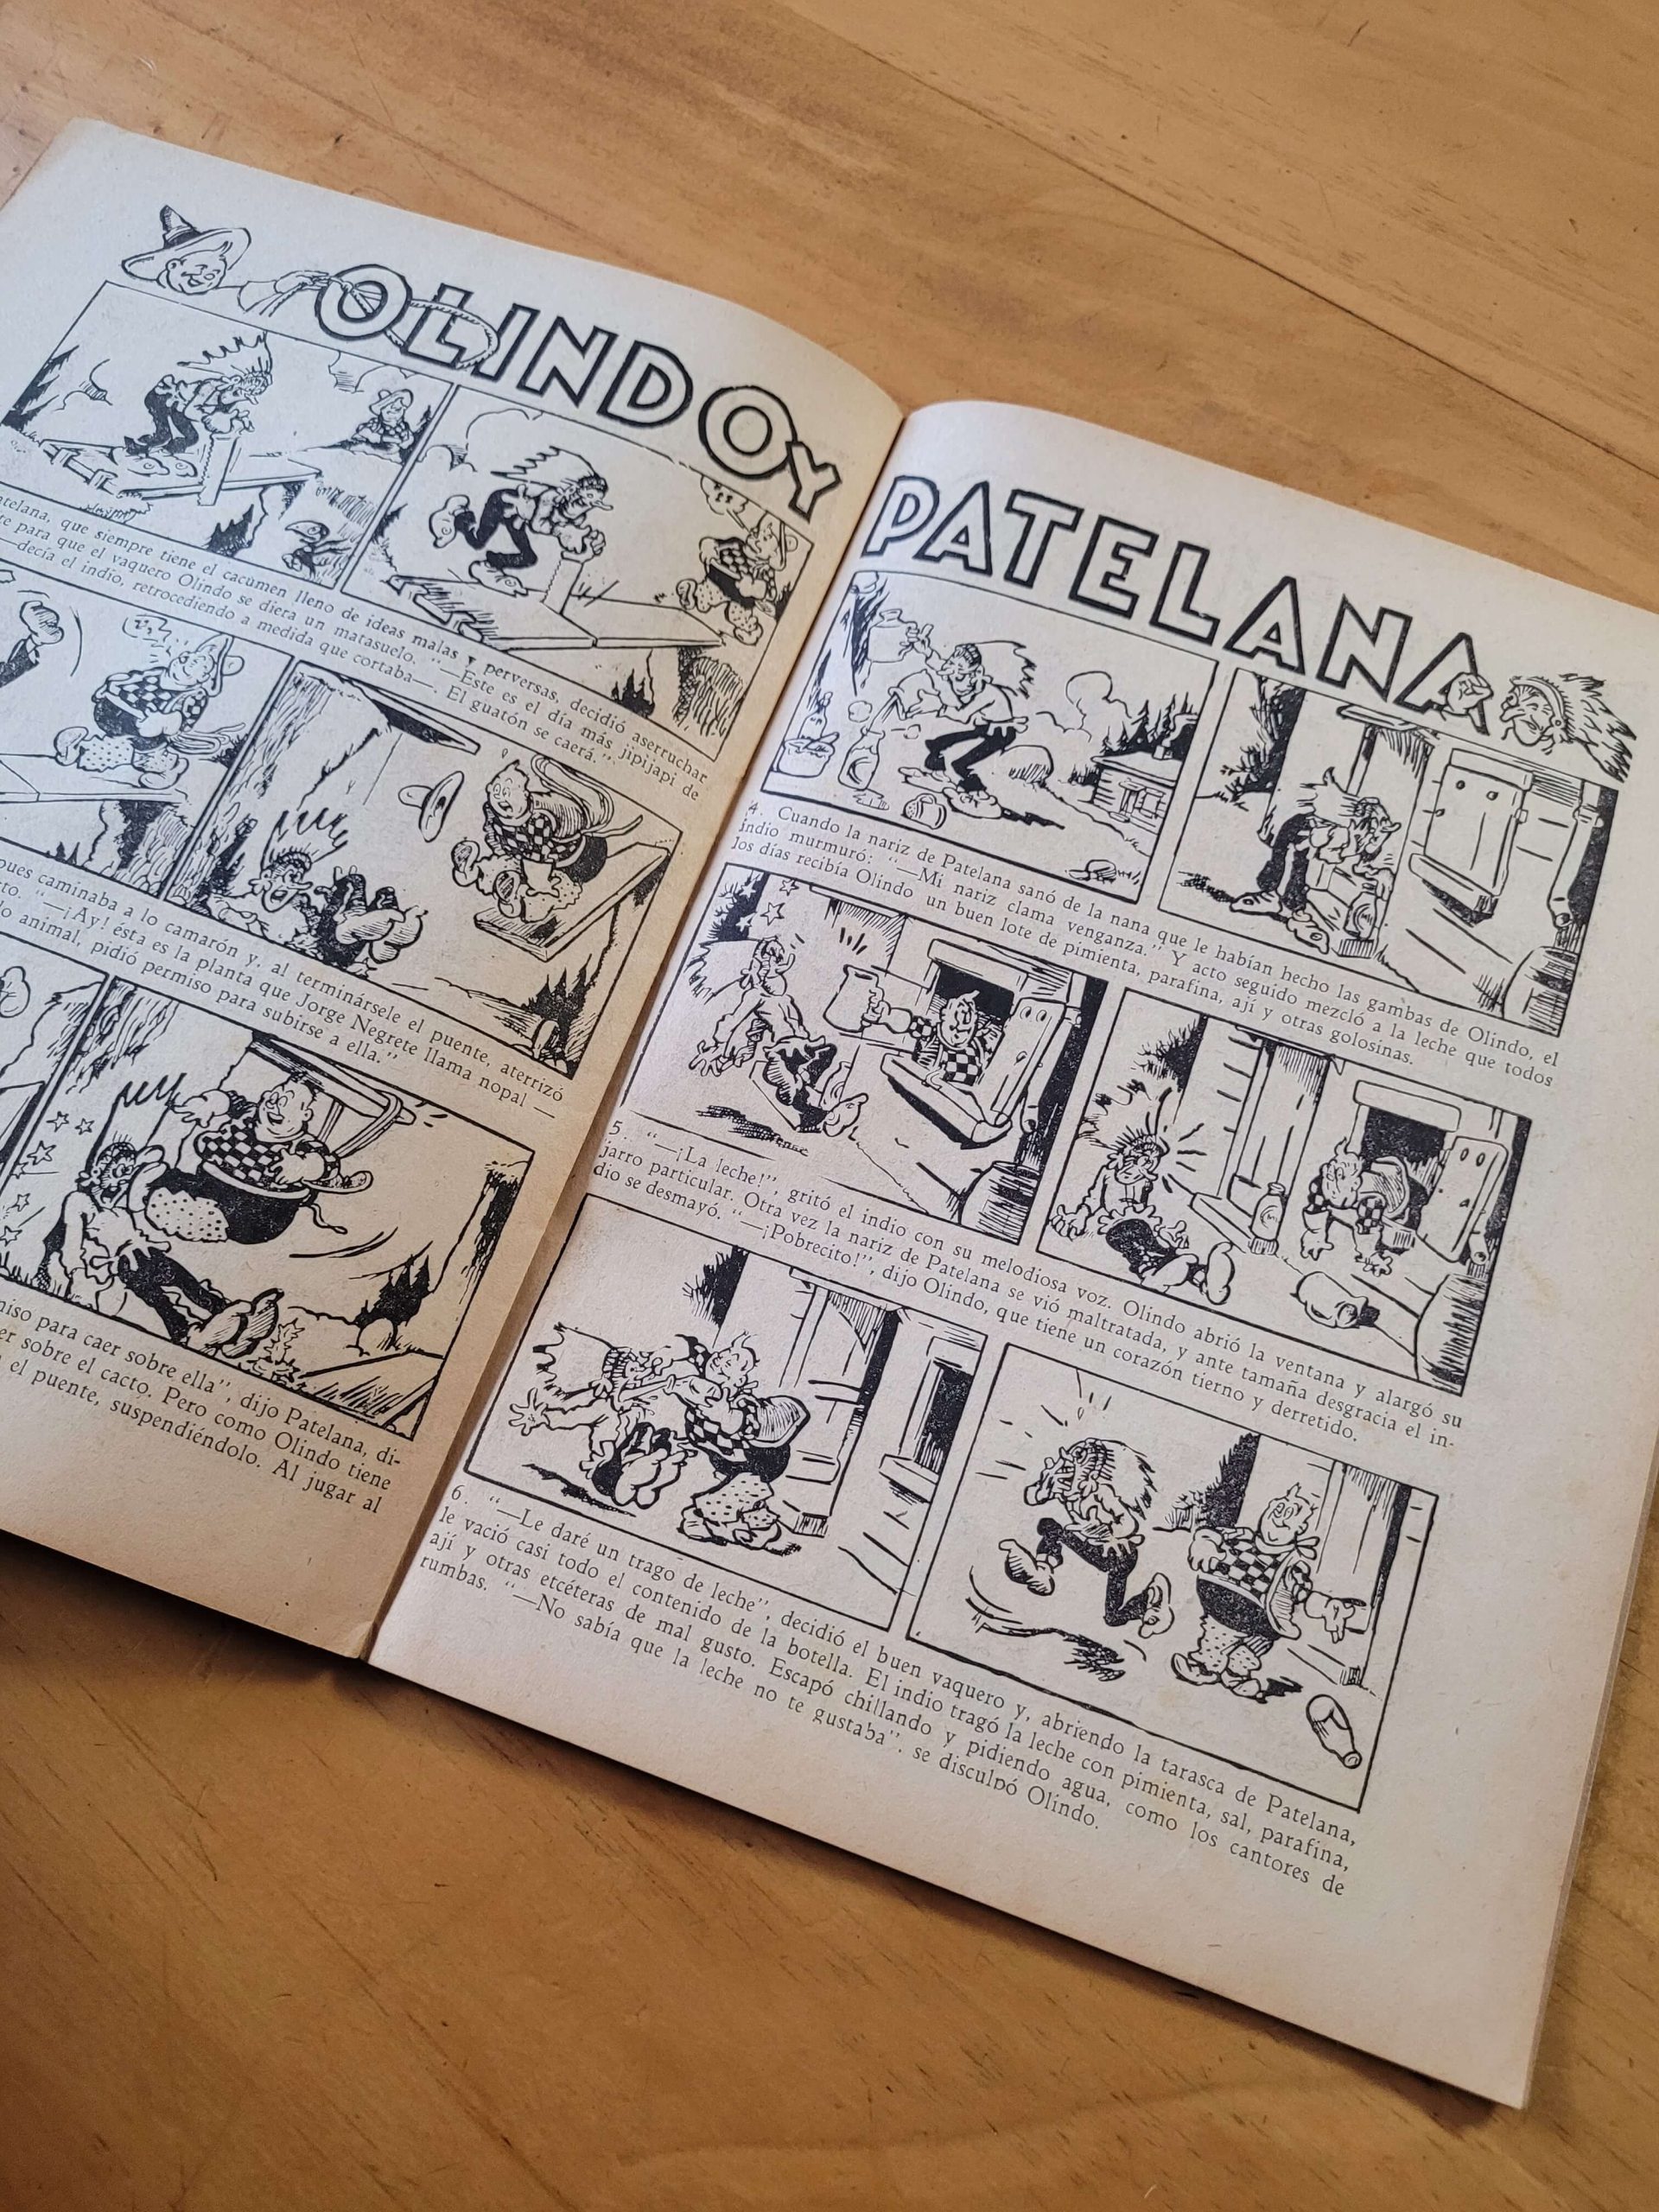 OLINDO Y
PATELANA
que siempre tiene el cacumen lleno de ideas malas y perversas, decidió aserruchar
para que el vaquero Olindo se diera un matasuelo. "—Este es el día más jipijapi de
—decía el indio, retrocediendo a medida que cortaba—. El guatón se caerá."
pues caminaba a lo camarón y, al terminársele el puente, aterrizó
"—¡Ay! ésta es la planta que Jorge Negrete llama nopal —
animal, pidió permiso para subirse a ella."
para caer sobre ella", dijo Patelana, di-
sobre el cacto. Pero como Olindo tiene
el puente, suspendiéndolo. Al jugar al
4. Cuando la nariz de Patelana sanó de la nana que le habían hecho las gambas de Olindo, el
indio murmuró: "—Mi nariz clama venganza." Y acto seguido mezcló a la leche que todos
los días recibía Olindo un buen lote de pimienta, parafina, ají y otras golosinas.
5. "—¡La leche!", gritó el indio con su melodiosa voz. Olindo abrió la ventana y alargó su
jarro particular. Otra vez la nariz de Patelana se vió maltratada, y ante tamaña desgracia el in-
dio se desmayó. "—¡Pobrecito!", dijo Olindo, que tiene un corazón tierno y derretido.
6. "—Le daré un trago de leche", decidió el buen vaquero y, abriendo la tarasca de Patelana,
le vació casi todo el contenido de la botella. El indio tragó la leche con pimienta, sal, parafina,
ají y otras etcéteras de mal gusto. Escapó chillando y pidiendo agua, como los cantores de
rumbas. "—No sabía que la leche no te gustaba", se disculpó Olindo.